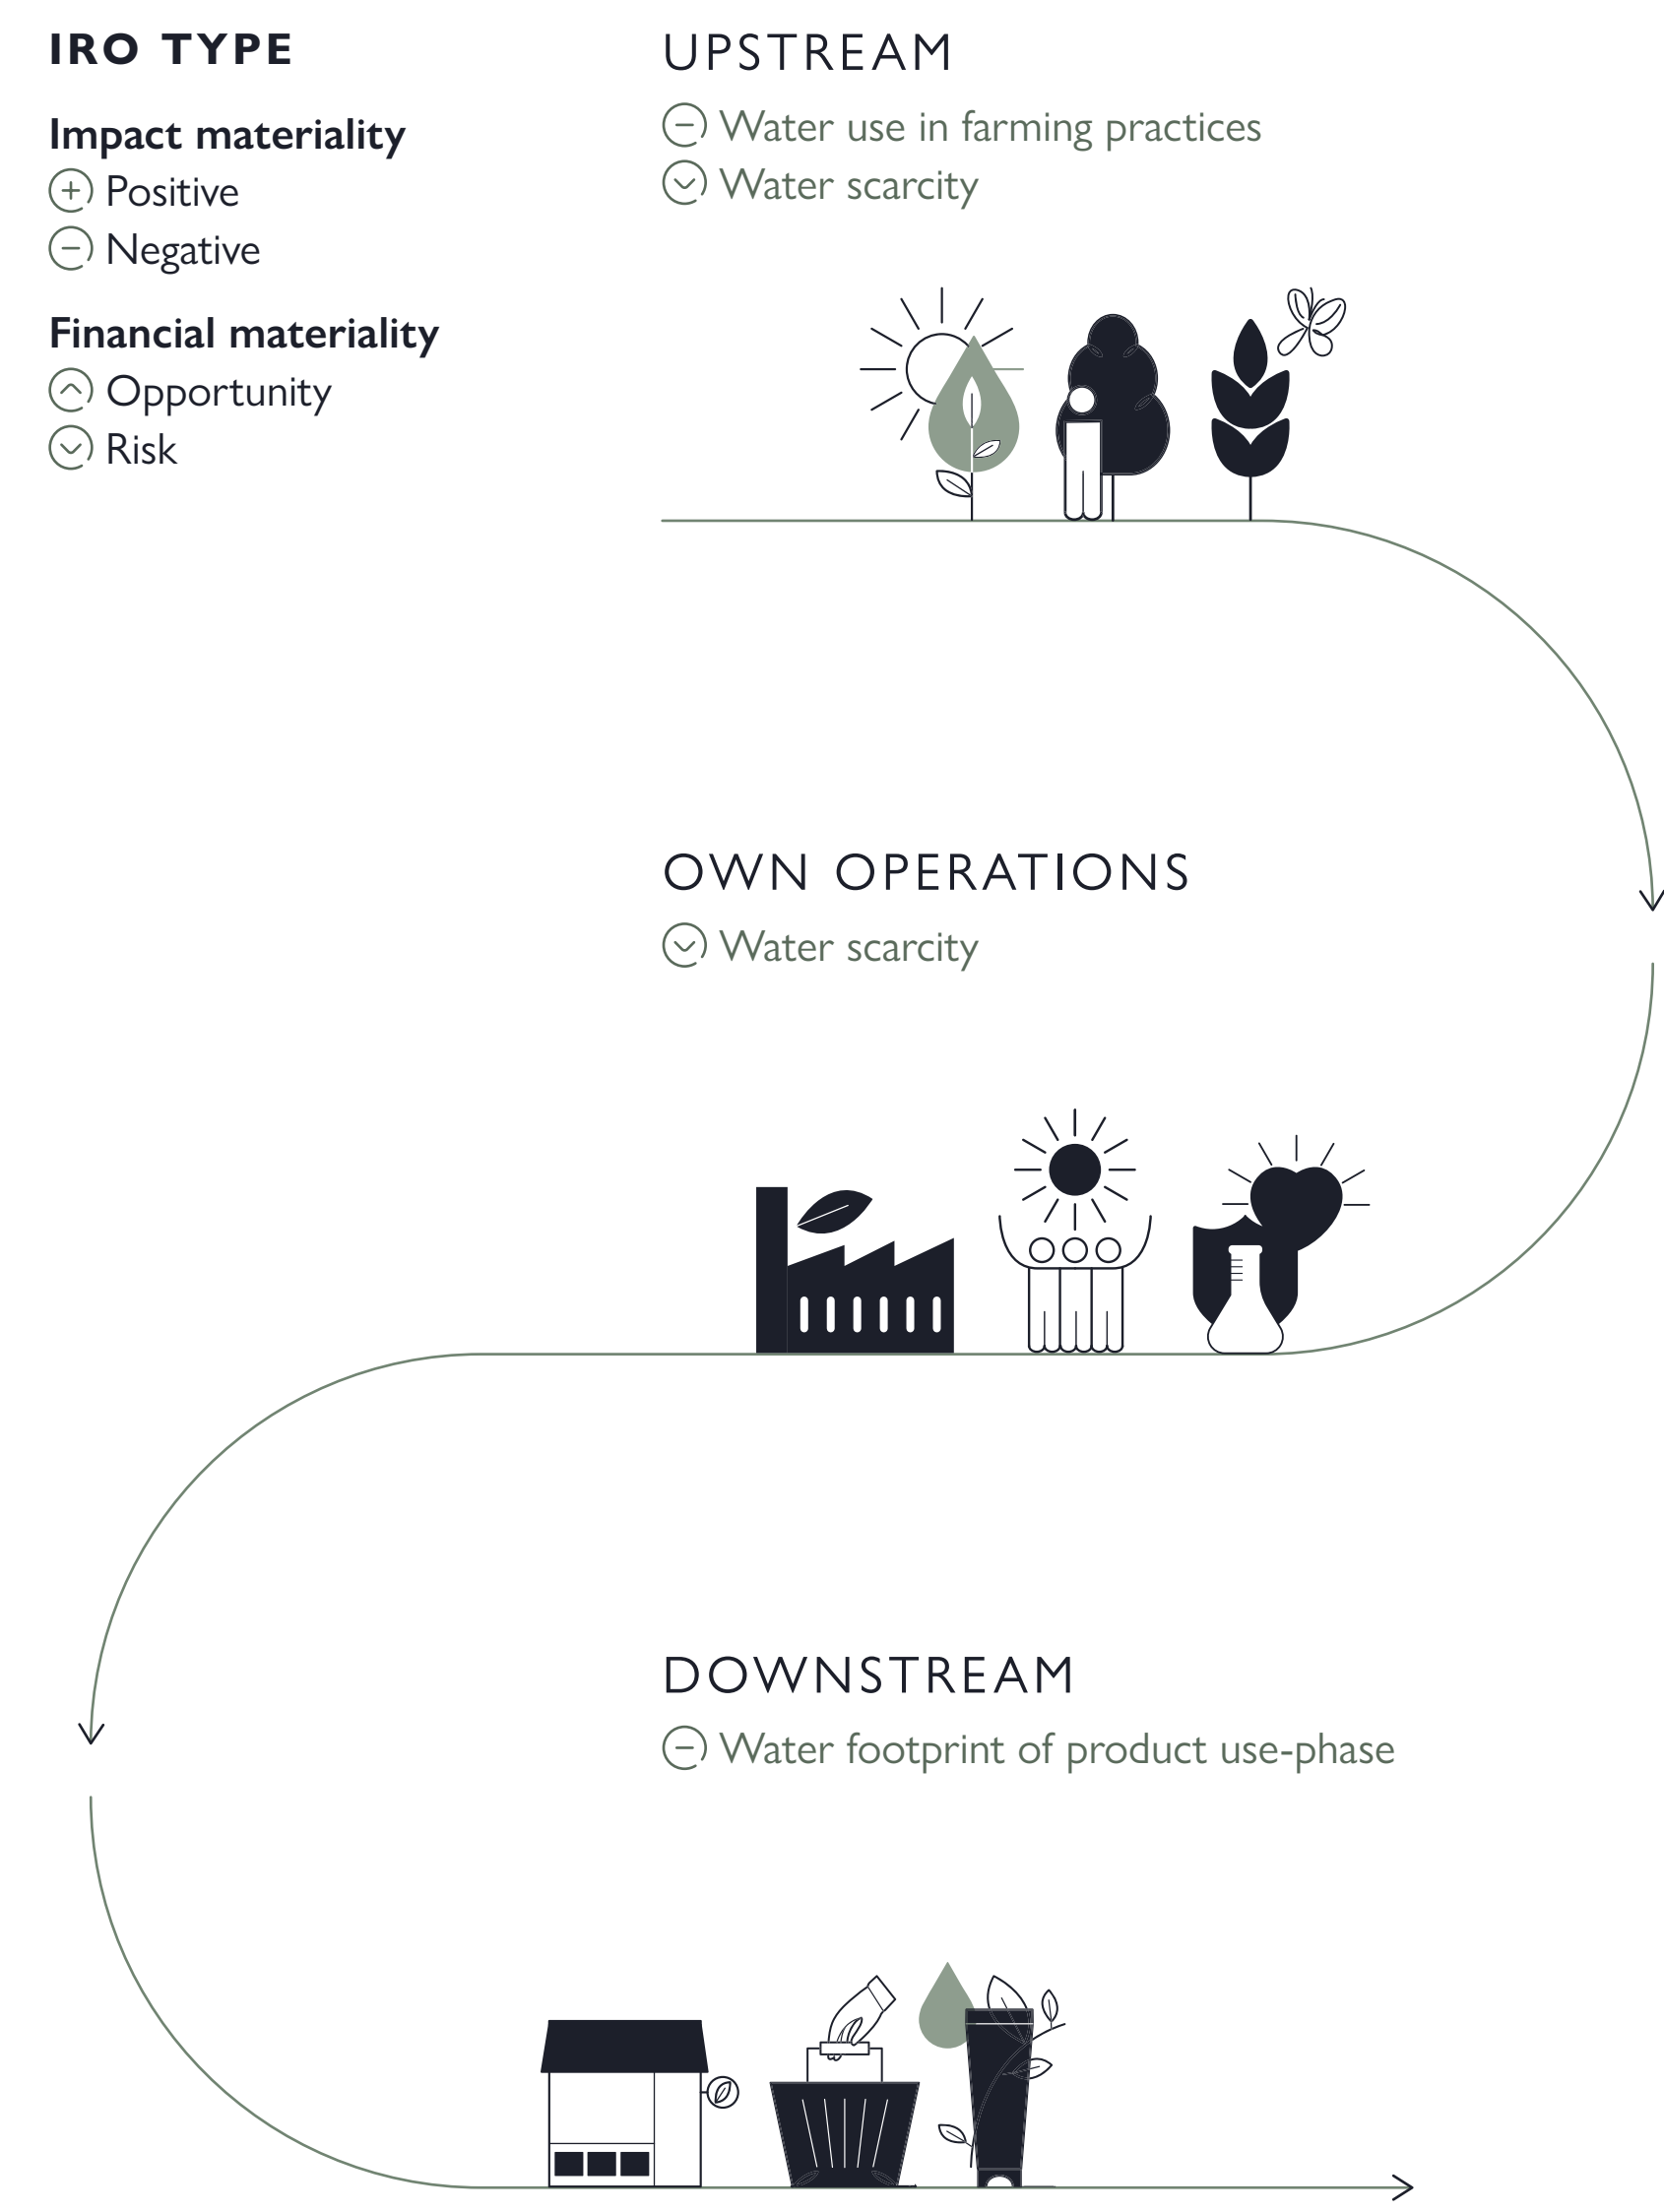 IRO TYPE
Impact materiality
Positive
Negative
Financial materiality
Opportunity
Risk
UPSTREAM
Water use in farming practices
Water scarcity
OWN OPERATIONS
Water scarcity
DOWNSTREAM
Water footprint of product use-phase